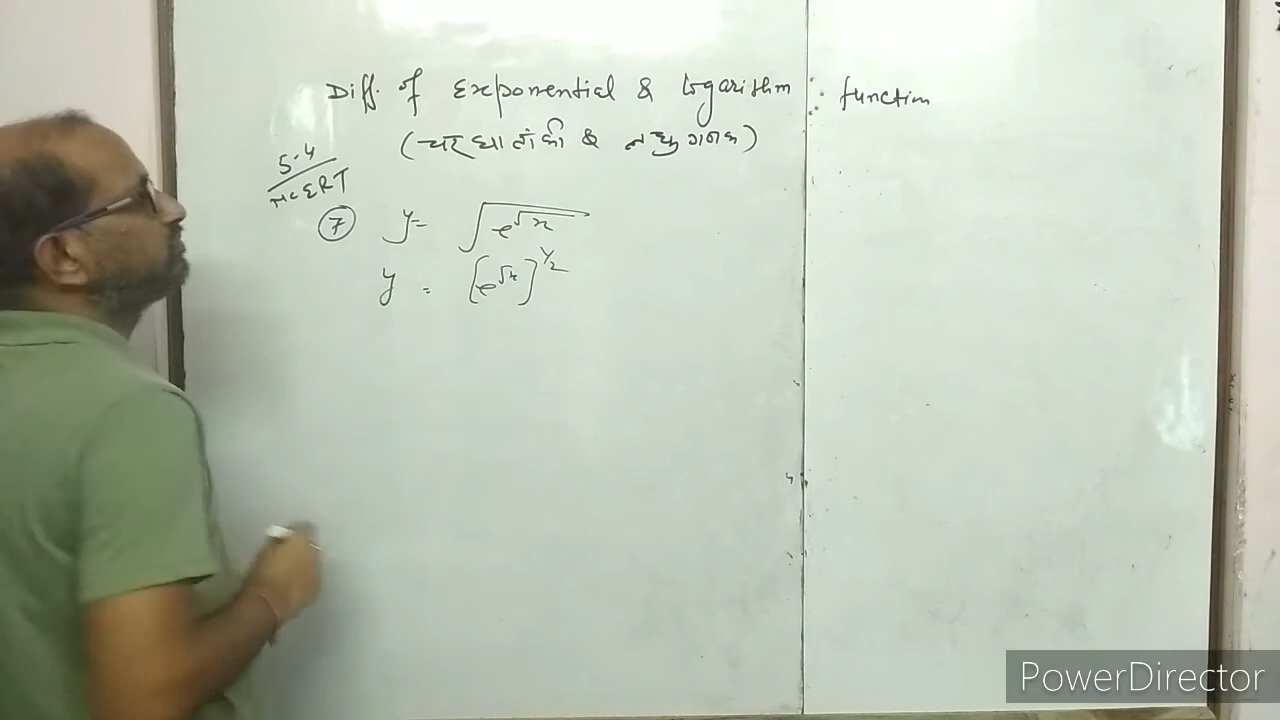 Diff. of Exponential & logarithm function
(चरघातांकी & लघुगणक)
5.4
NCERT
7 y = √e^√x
y = [e^√x]^1/2
PowerDirector